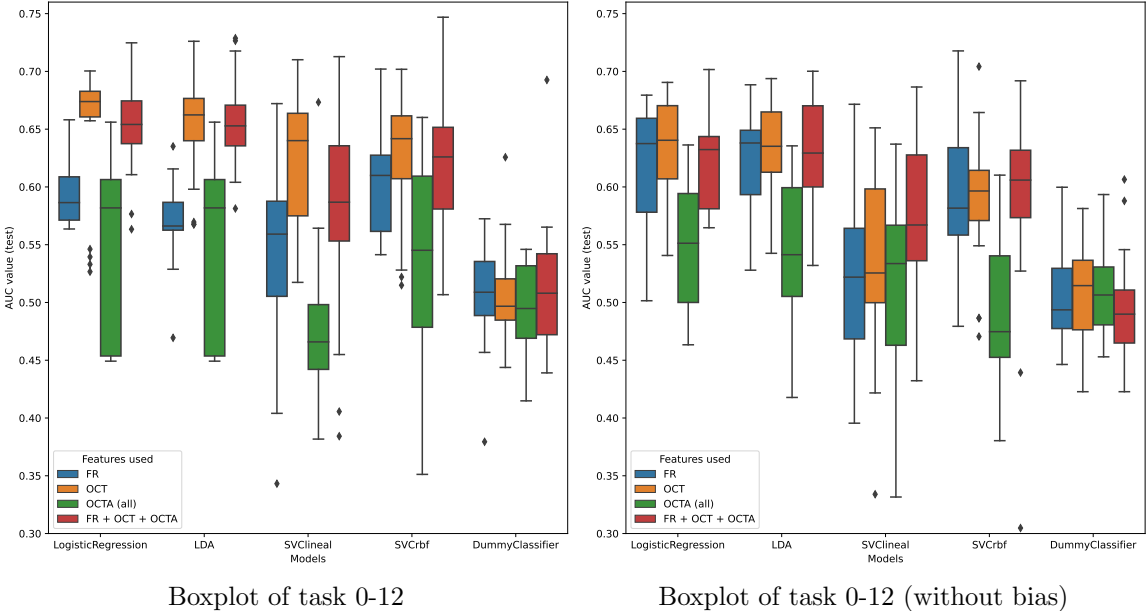 0.75
0.70
0.65
0.60
0.55
0.50
0.45
0.40
0.35
0.30
AUC value (test)
Features used
FR
OCT
OCTA (all)
FR + OCT + OCTA
LogisticRegression LDA SVClineal SVCrbf DummyClassifier
Models
Boxplot of task 0-12
0.75
0.70
0.65
0.60
0.55
0.50
0.45
0.40
0.35
0.30
AUC value (test)
Features used
FR
OCT
OCTA (all)
FR + OCT + OCTA
LogisticRegression LDA SVClineal SVCrbf DummyClassifier
Models
Boxplot of task 0-12 (without bias)